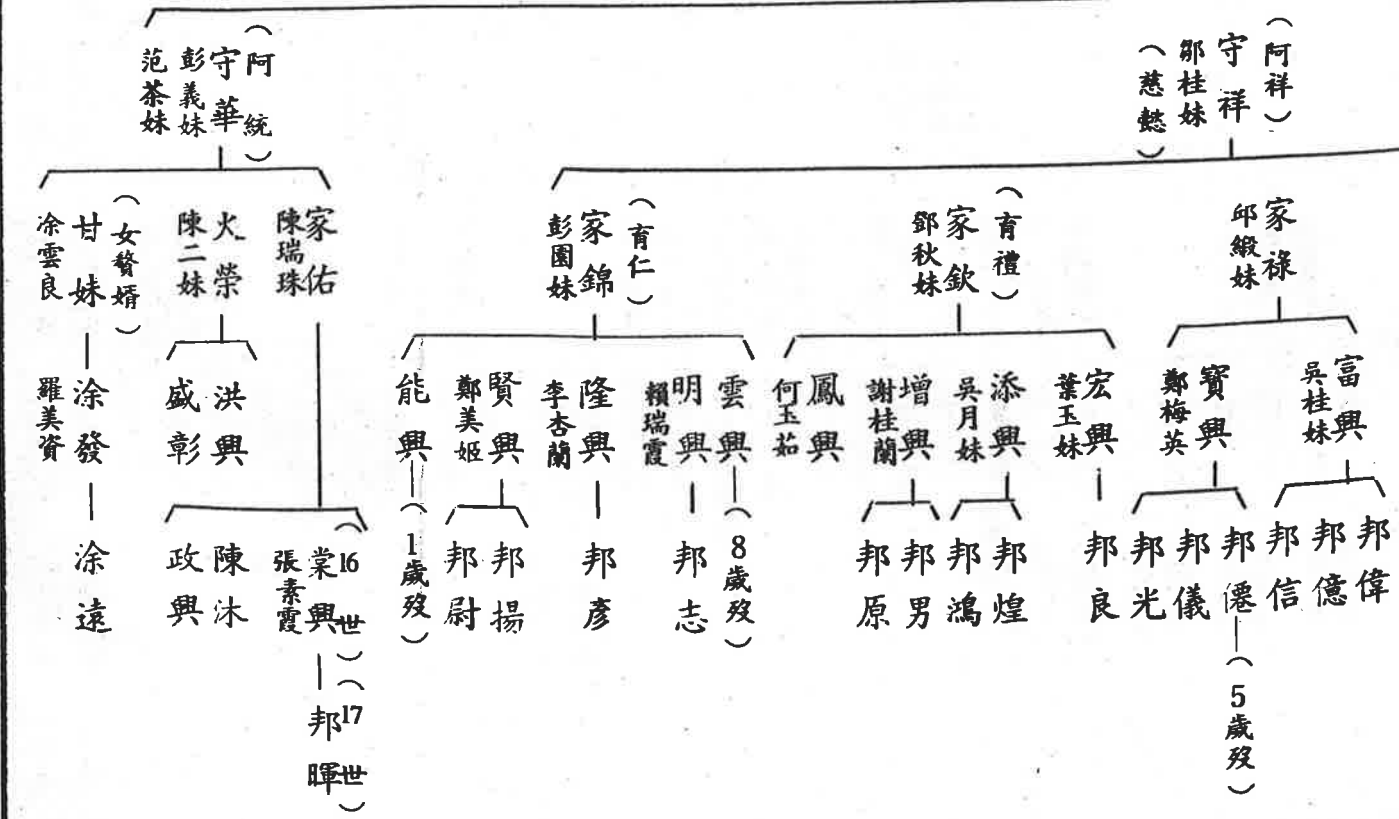 （阿祥）
守祥
鄒桂妹
（慈懿）
（阿統）
守華
彭義妹
范茶妹
家祿
邱緞妹
（育禮）
家欽
鄧秋妹
（育仁）
家錦
彭園妹
家佑
陳瑞珠
火榮
陳二妹
（女贅婿）
甘妹
凃雲良
富興
吳桂妹
寶興
鄭梅英
宏興
葉玉妹
添興
吳月妹
增興
謝桂蘭
鳳興
何玉茹
雲興
（8歲歿）
明興
賴瑞霞
隆興
李杏蘭
賢興
鄭美姬
能興
（1歲歿）
洪興
盛彰
凃發
羅美資
邦偉
邦億
邦信
邦僊
（5歲歿）
邦儀
邦光
邦良
邦煌
邦鴻
邦男
邦原
邦志
邦彥
邦揚
邦尉
（16世）
棠興
張素霞
陳沐
政興
凃遠
（17世）
邦暉